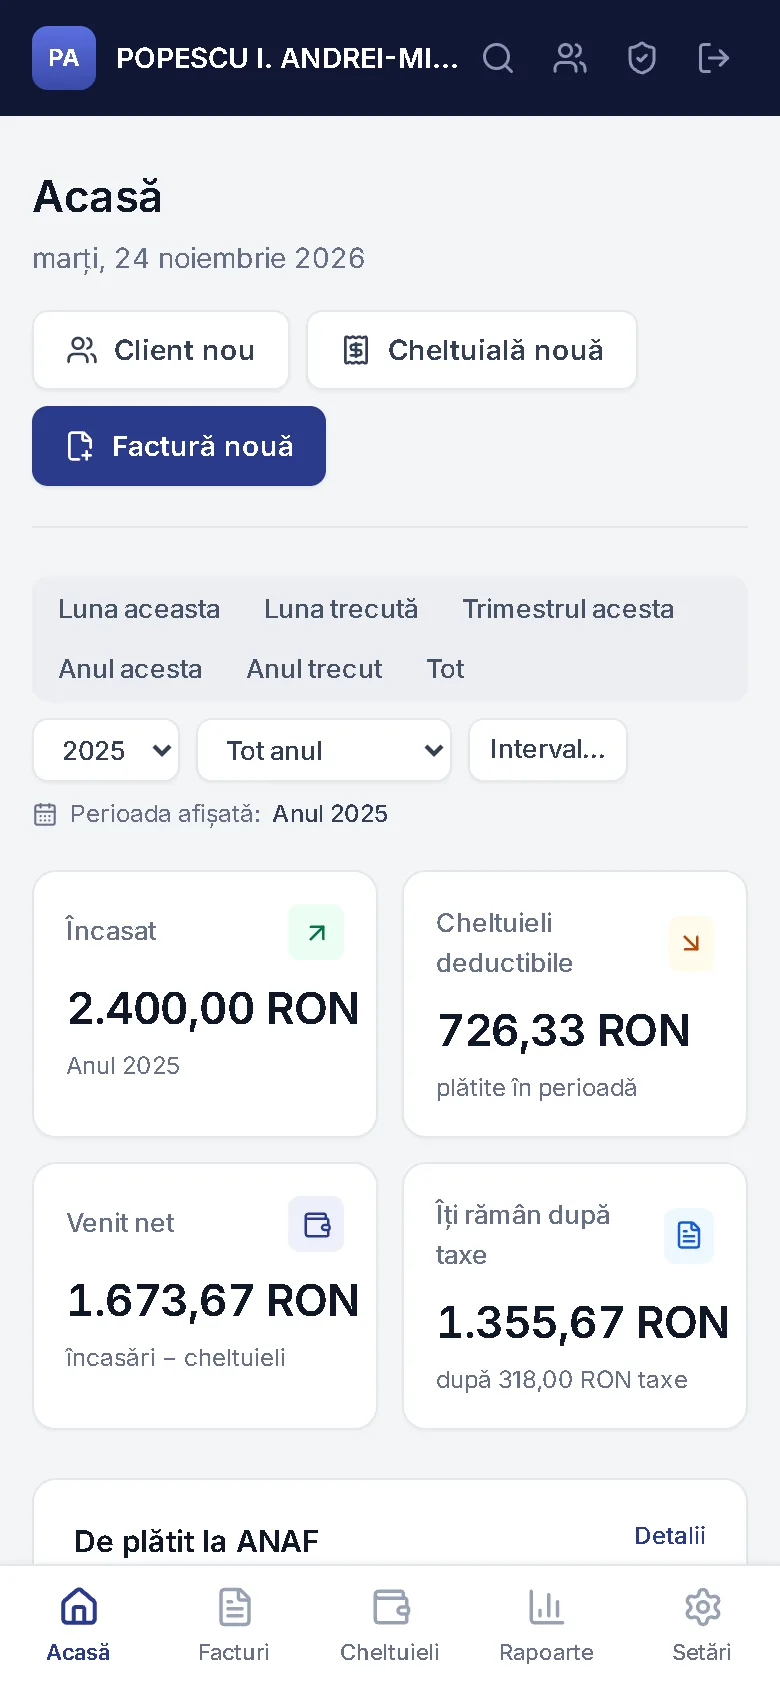 PA POPESCU I. ANDREI-MI...
Acasă
marți, 24 noiembrie 2026
Client nou
Cheltuială nouă
Factură nouă
Luna aceasta
Luna trecută
Trimestrul acesta
Anul acesta
Anul trecut
Tot
2025
Tot anul
Interval...
Perioada afișată: Anul 2025
Încasat
2.400,00 RON
Anul 2025
Cheltuieli
deductibile
726,33 RON
plătite în perioadă
Venit net
1.673,67 RON
încasări – cheltuieli
Îți rămân după
taxe
1.355,67 RON
după 318,00 RON taxe
De plătit la ANAF
Detalii
Acasă
Facturi
Cheltuieli
Rapoarte
Setări